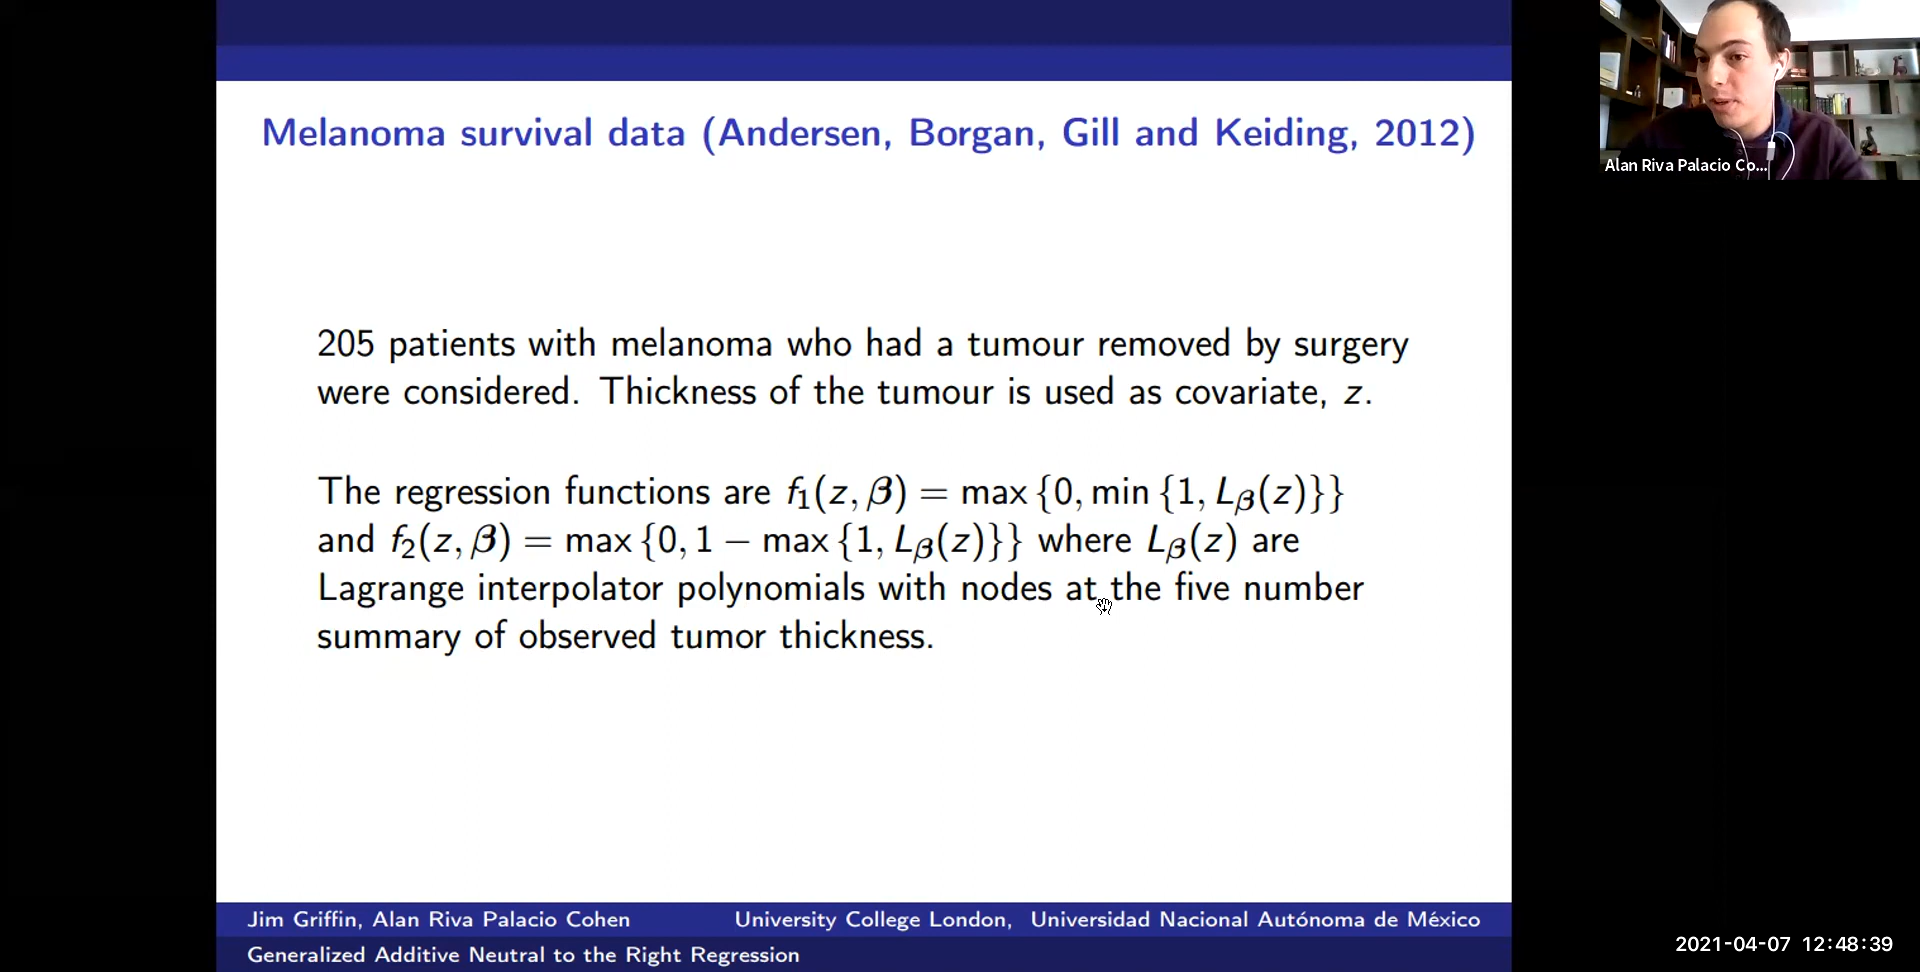 Melanoma survival data (Andersen, Borgan, Gill and Keiding, 2012)
205 patients with melanoma who had a tumour removed by surgery
were considered. Thickness of the tumour is used as covariate, z.
The regression functions are f₁(z, β) = max {0, min {1, L_β(z)}}
and f₂(z, β) = max {0, 1 − max {1, L_β(z)}} where L_β(z) are
Lagrange interpolator polynomials with nodes at the five number
summary of observed tumor thickness.
Jim Griffin, Alan Riva Palacio Cohen University College London, Universidad Nacional Autónoma de México
Generalized Additive Neutral to the Right Regression
Alan Riva Palacio Co...
2021-04-07 12:48:39